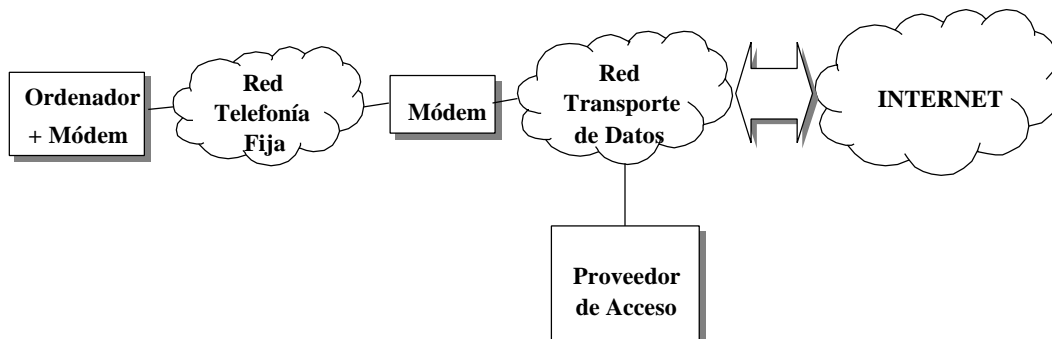 Ordenador
+ Módem
Red
Telefonía
Fija
Módem
Red
Transporte
de Datos
INTERNET
Proveedor
de Acceso